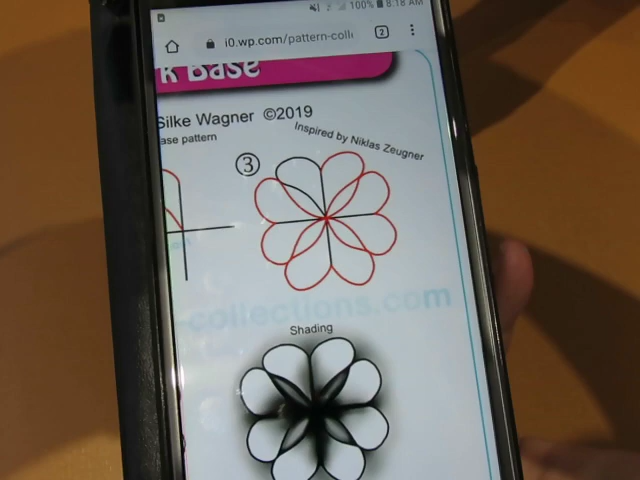 100% 8:18 AM
i0.wp.com/pattern-coll
2
k Base
Silke Wagner ©2019
ase pattern
Inspired by Niklas Zeugner
3
collections.com
Shading